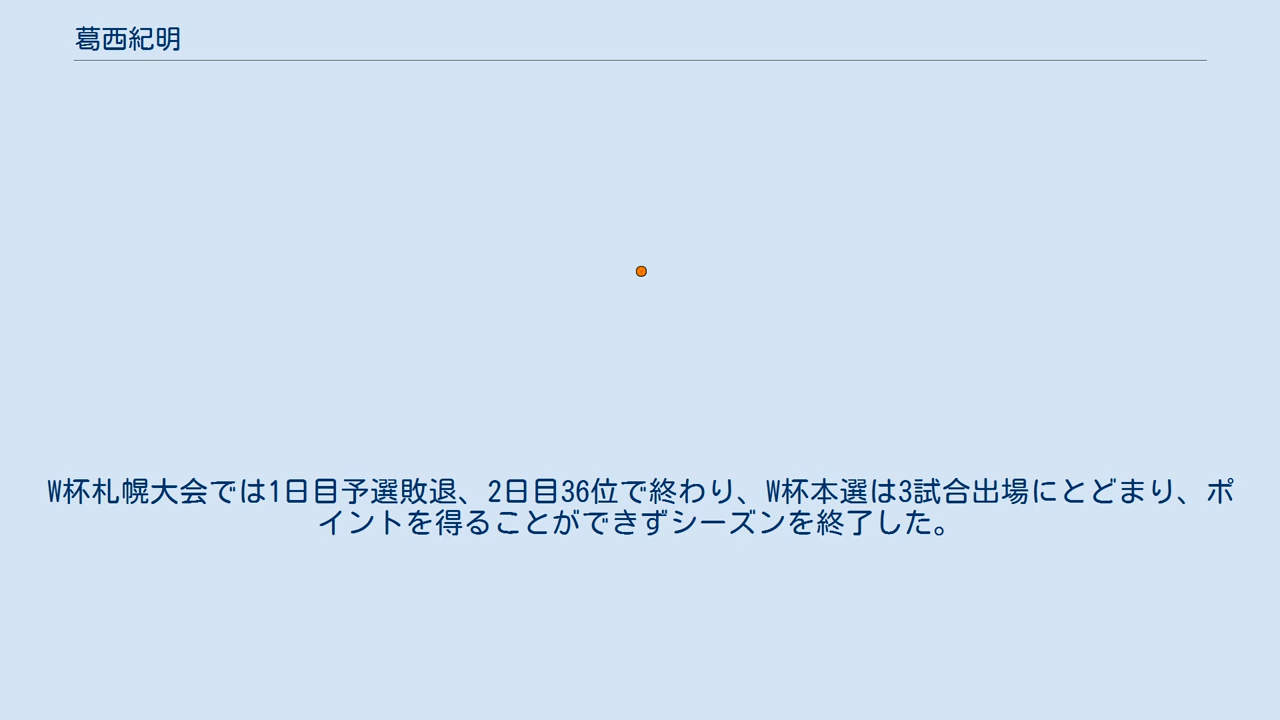 葛西紀明
W杯札幌大会では1日目予選敗退、2日目36位で終わり、W杯本選は3試合出場にとどまり、ポ
イントを得ることができずシーズンを終了した。